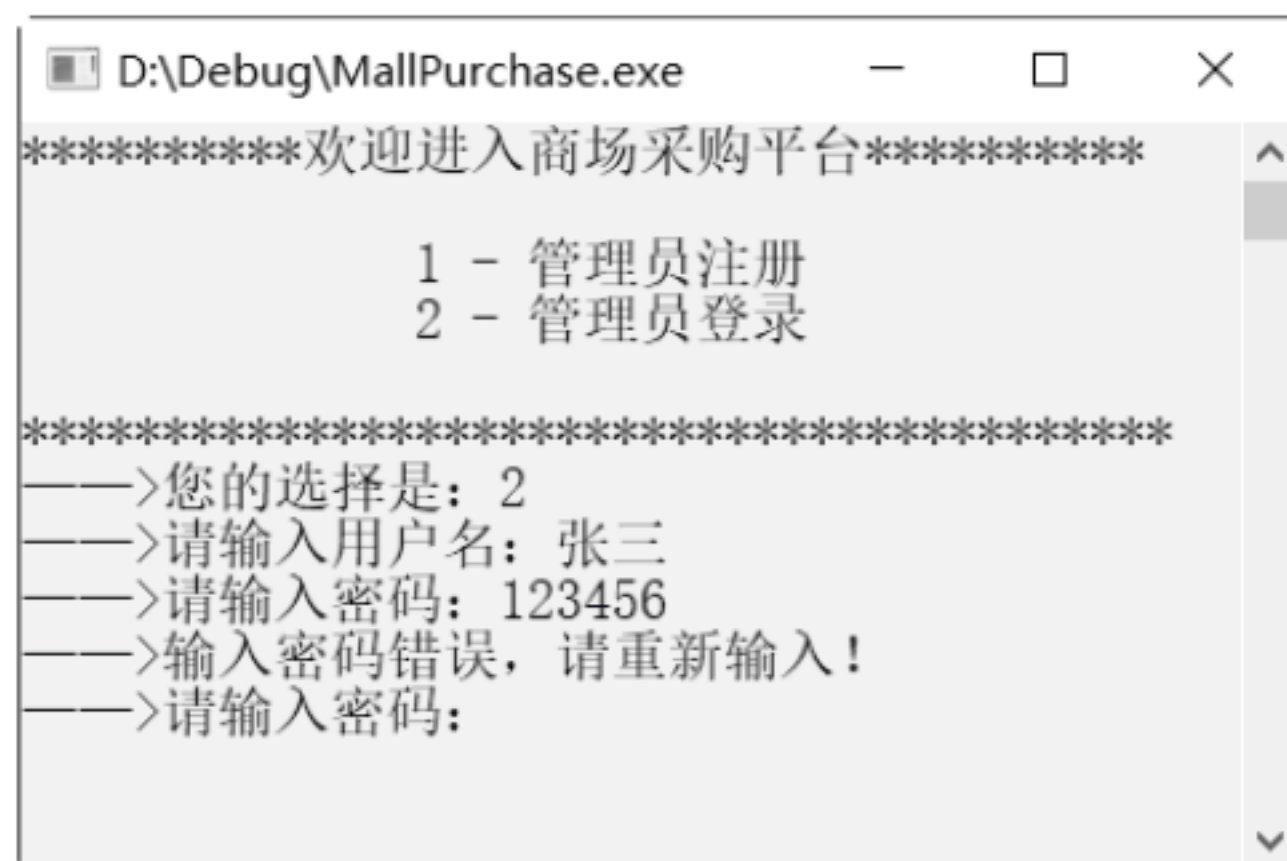 D:\Debug\MallPurchase.exe
**********欢迎进入商场采购平台**********
1 - 管理员注册
2 - 管理员登录
*****************************************
——>您的选择是：2
——>请输入用户名：张三
——>请输入密码：123456
——>输入密码错误，请重新输入！
——>请输入密码：